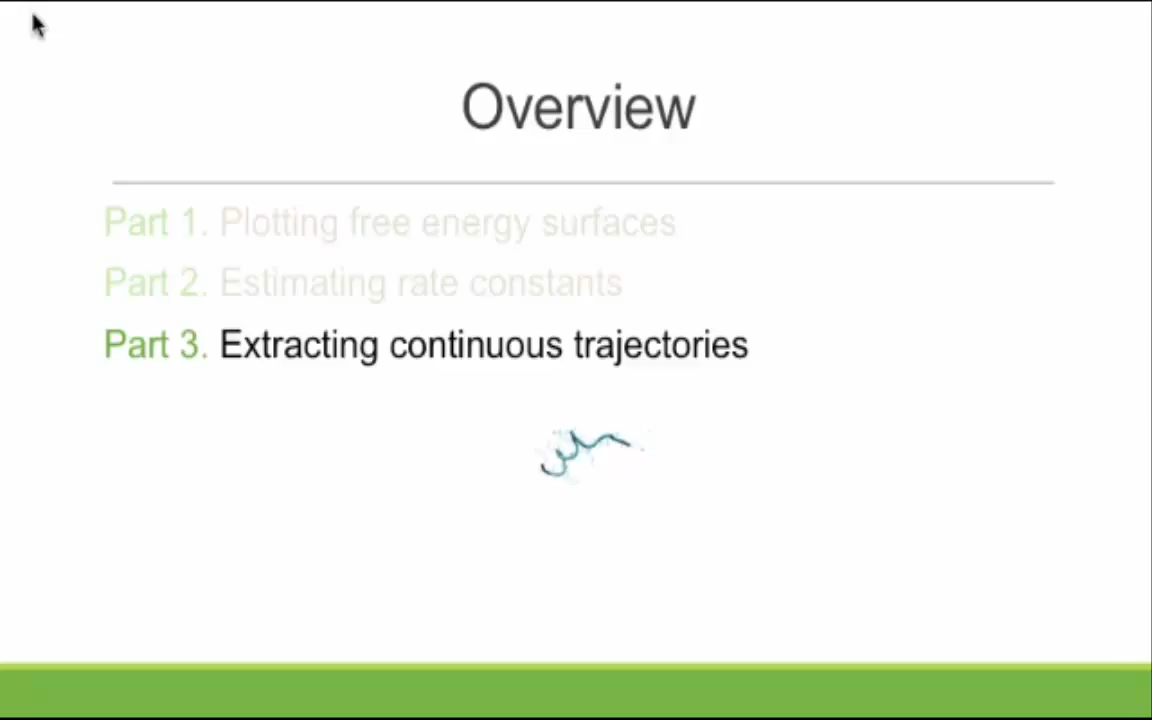 Overview
Part 1. Plotting free energy surfaces
Part 2. Estimating rate constants
Part 3. Extracting continuous trajectories